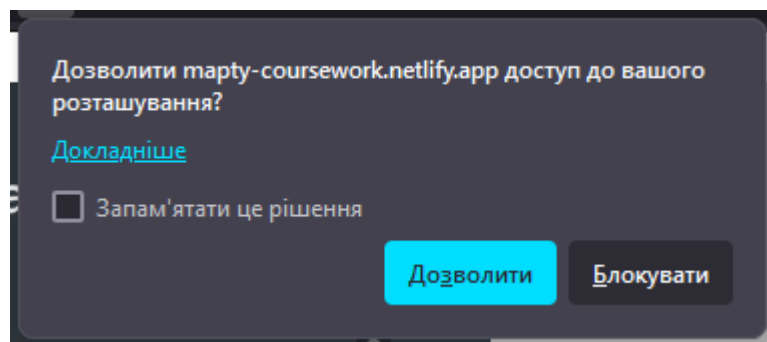 Дозволити mapty-coursework.netlify.app доступ до вашого
розташування?
Докладніше
Запам'ятати це рішення
Дозволити
Блокувати